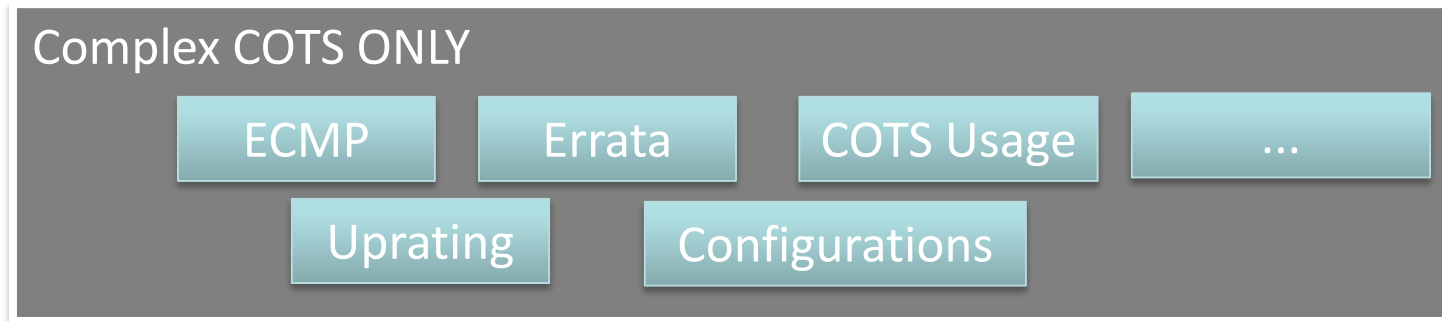 Complex COTS ONLY
ECMP
Errata
COTS Usage
...
Uprating
Configurations